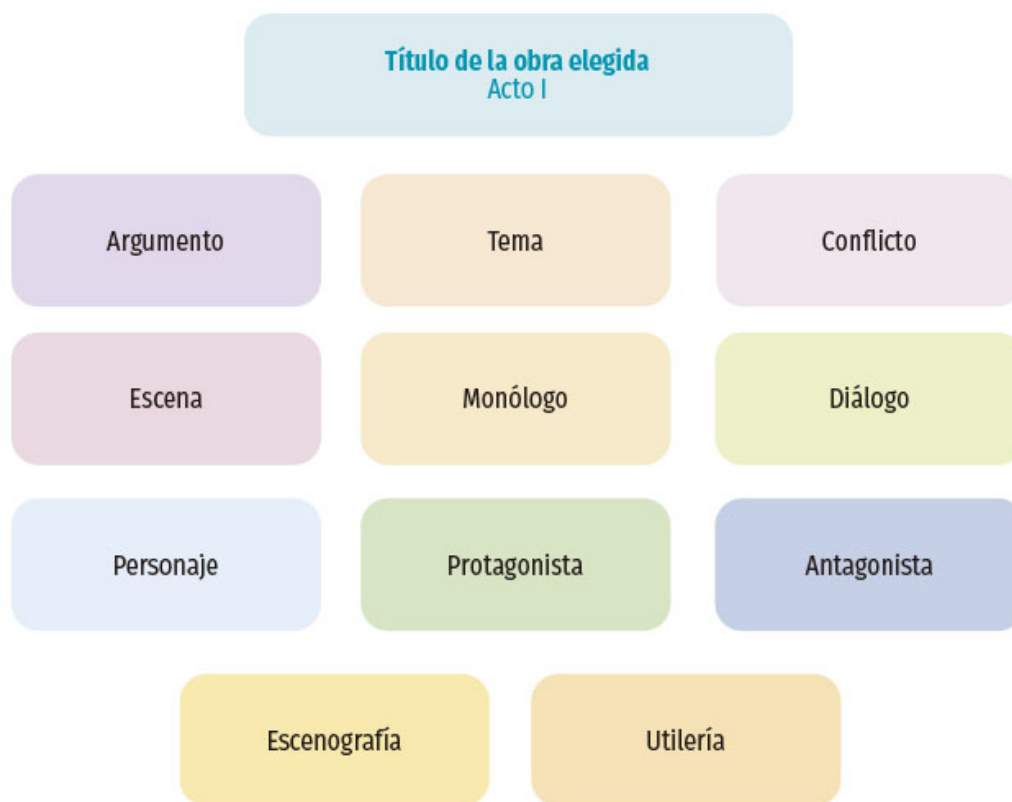 Título de la obra elegida
Acto I
Argumento
Tema
Conflicto
Escena
Monólogo
Diálogo
Personaje
Protagonista
Antagonista
Escenografía
Utilería